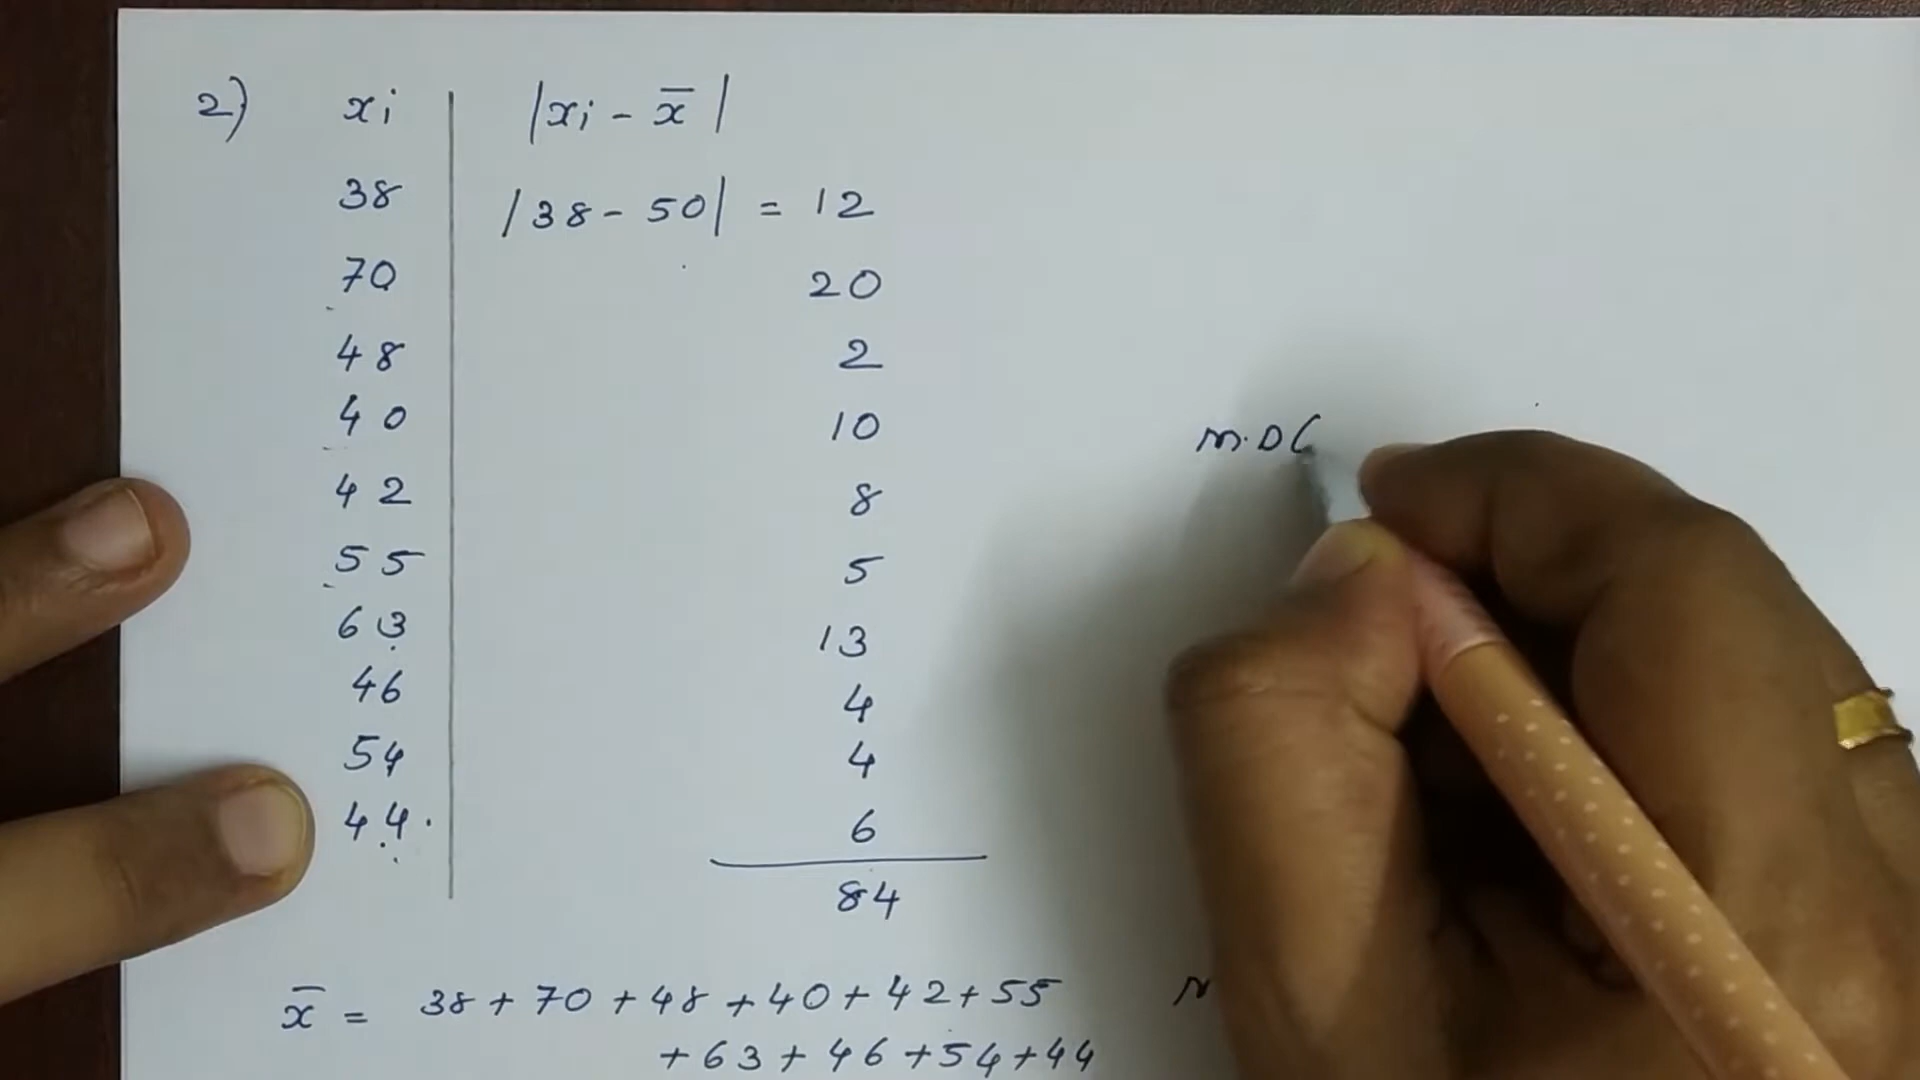 2) xi |xi - x̄|
38 |38 - 50| = 12
70 20
48 2
40 10
42 8
55 5
63 13
46 4
54 4
44. 6
84
M.D(
x̄ = 38 + 70 + 48 + 40 + 42 + 55
+ 63 + 46 + 54 + 44